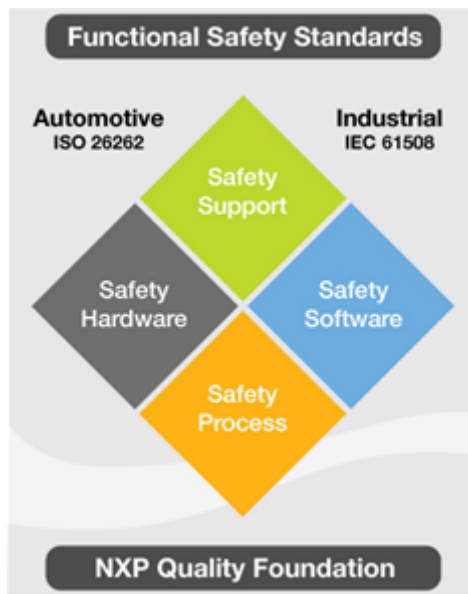 Functional Safety Standards
Automotive
ISO 26262
Industrial
IEC 61508
Safety
Support
Safety
Hardware
Safety
Software
Safety
Process
NXP Quality Foundation